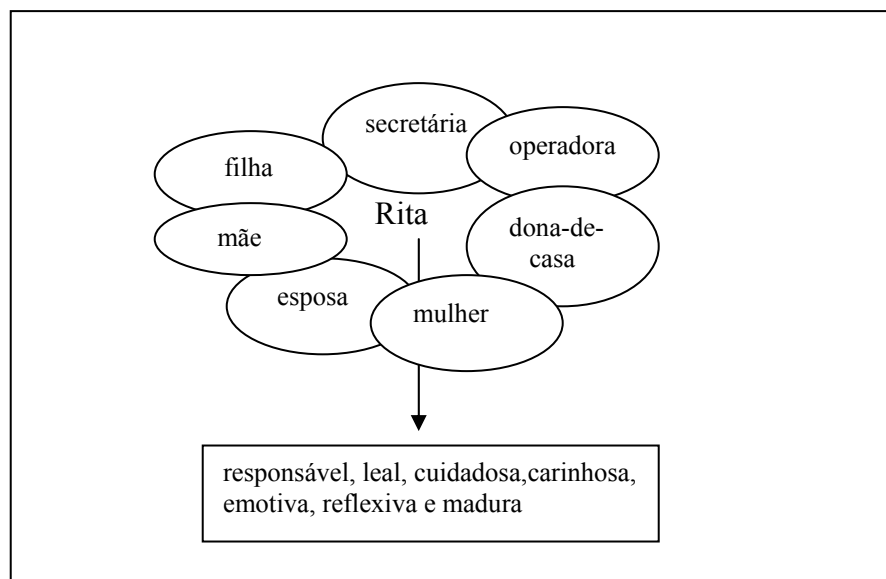 secretária
operadora
filha
Rita
mãe
dona-de-
casa
esposa
mulher
responsável, leal, cuidadosa,carinhosa,
emotiva, reflexiva e madura